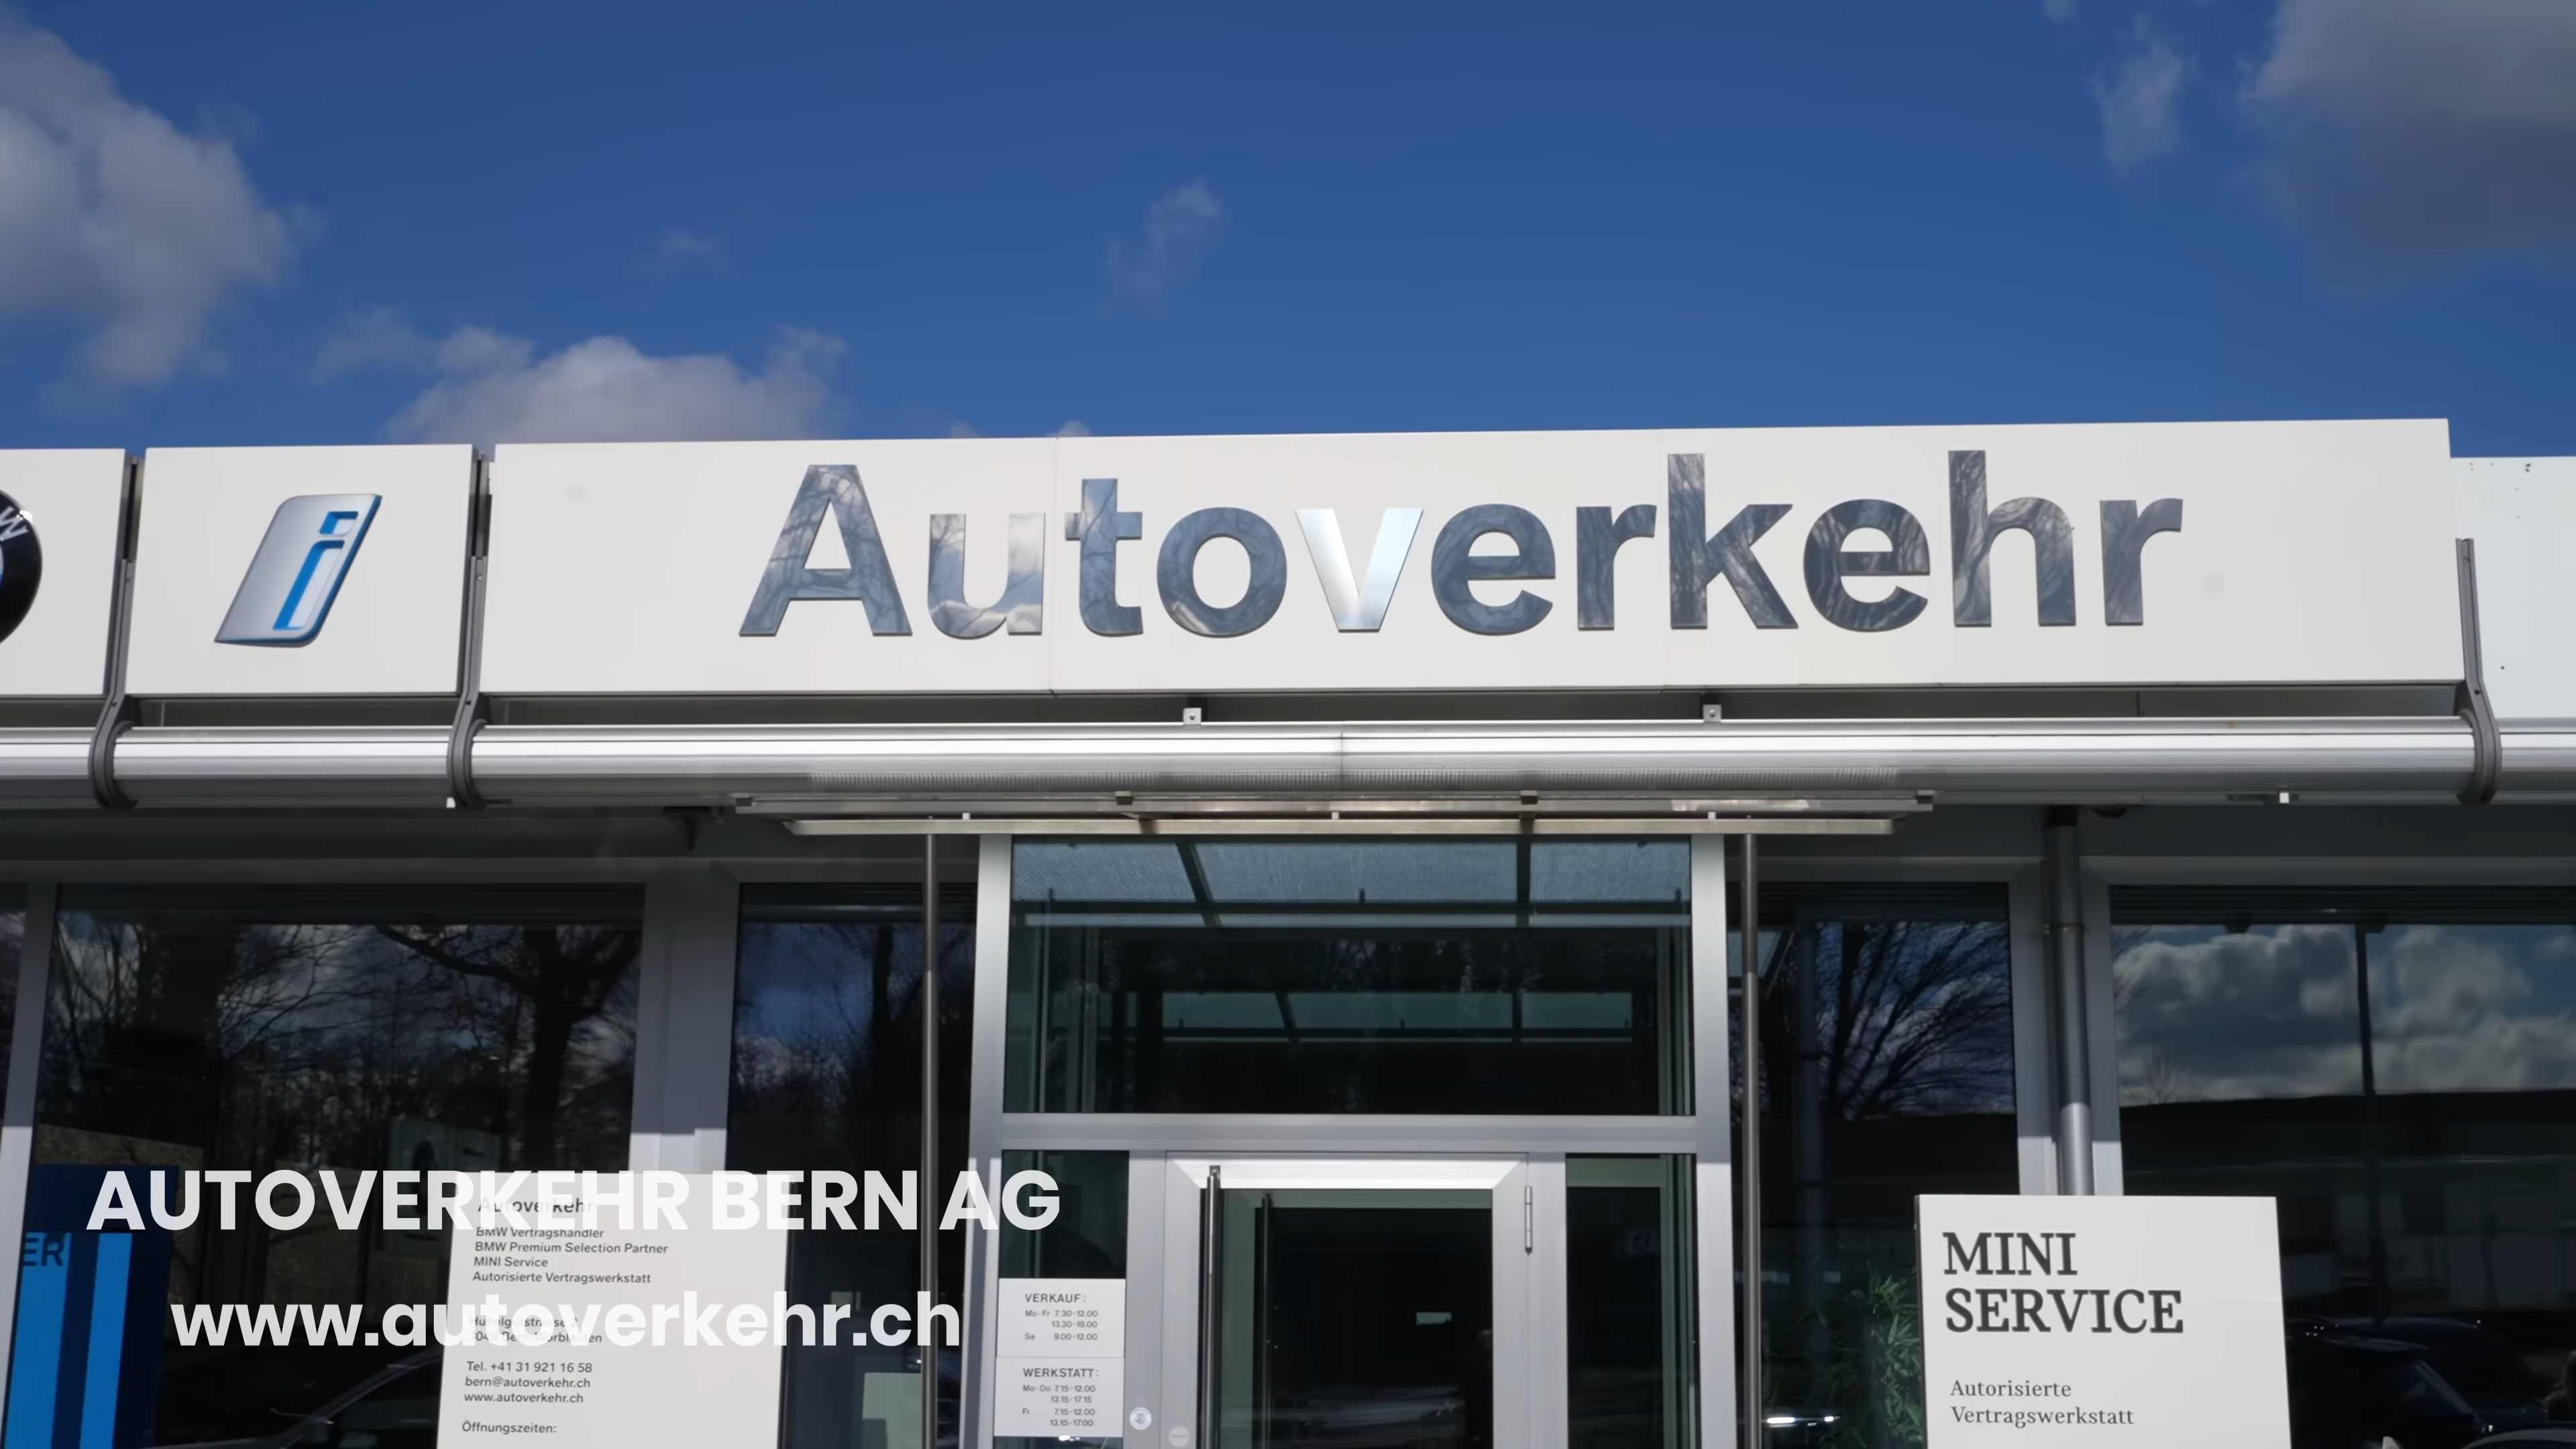 Autoverkehr
AUTOVERKEHR BERN AG
www.autoverkehr.ch
ER
Autoverkehr
BMW Vertragshändler
BMW Premium Selection Partner
MINI Service
Autorisierte Vertragswerkstatt
Tel. +41 31 921 16 58
bern@autoverkehr.ch
www.autoverkehr.ch
Öffnungszeiten:
VERKAUF:
Mo-Fr 7.30-12.00
13.30-18.00
Sa 9.00-12.00
WERKSTATT:
Mo-Do 7.15-12.00
13.15-17.15
Fr 7.15-12.00
13.15-17.00
MINI
SERVICE
Autorisierte
Vertragswerkstatt